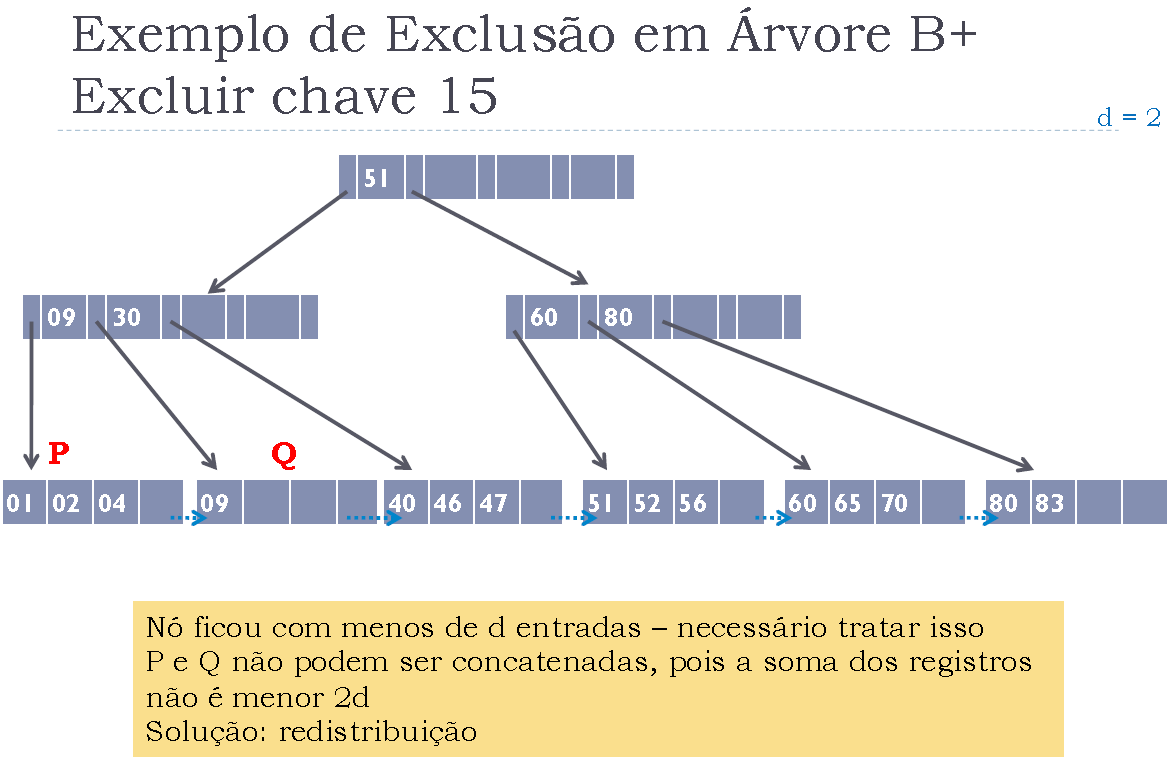 Exemplo de Exclusão em Árvore B+
Excluir chave 15
d = 2
51
09 30
60 80
P
Q
01 02 04
09
40 46 47
51 52 56
60 65 70
80 83
Nó ficou com menos de d entradas – necessário tratar isso
P e Q não podem ser concatenadas, pois a soma dos registros
não é menor 2d
Solução: redistribuição